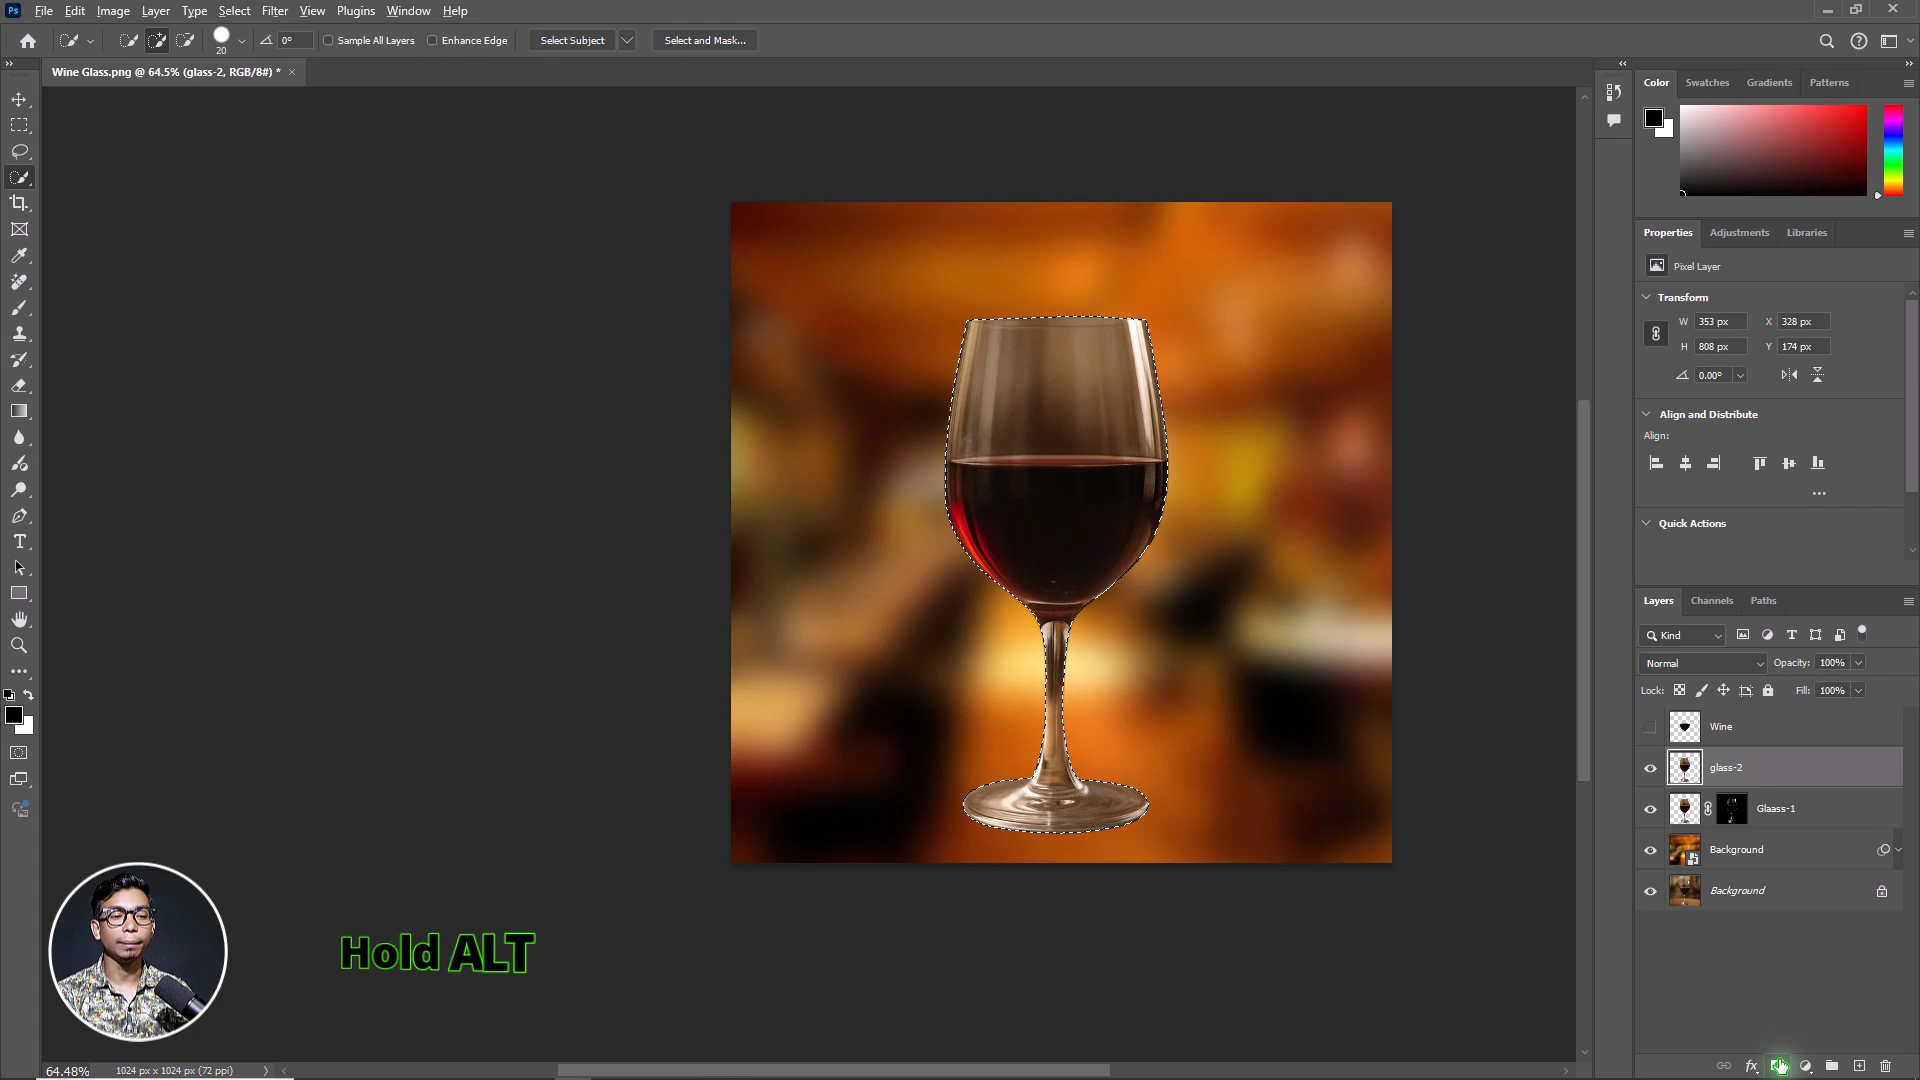 Ps File Edit Image Layer Type Select Filter View Plugins Window Help
20 0° Sample All Layers Enhance Edge Select Subject Select and Mask...
Wine Glass.png @ 64.5% (glass-2, RGB/8#) * ×
Color Swatches Gradients Patterns
Properties Adjustments Libraries
Pixel Layer
Transform
W 353 px X 328 px
H 808 px Y 174 px
0.00°
Align and Distribute
Align:
Quick Actions
Layers Channels Paths
Kind
Normal Opacity: 100%
Lock: Fill: 100%
Wine
glass-2
Glaass-1
Background
Background
Hold ALT
64.48% 1024 px x 1024 px (72 ppi)
fx